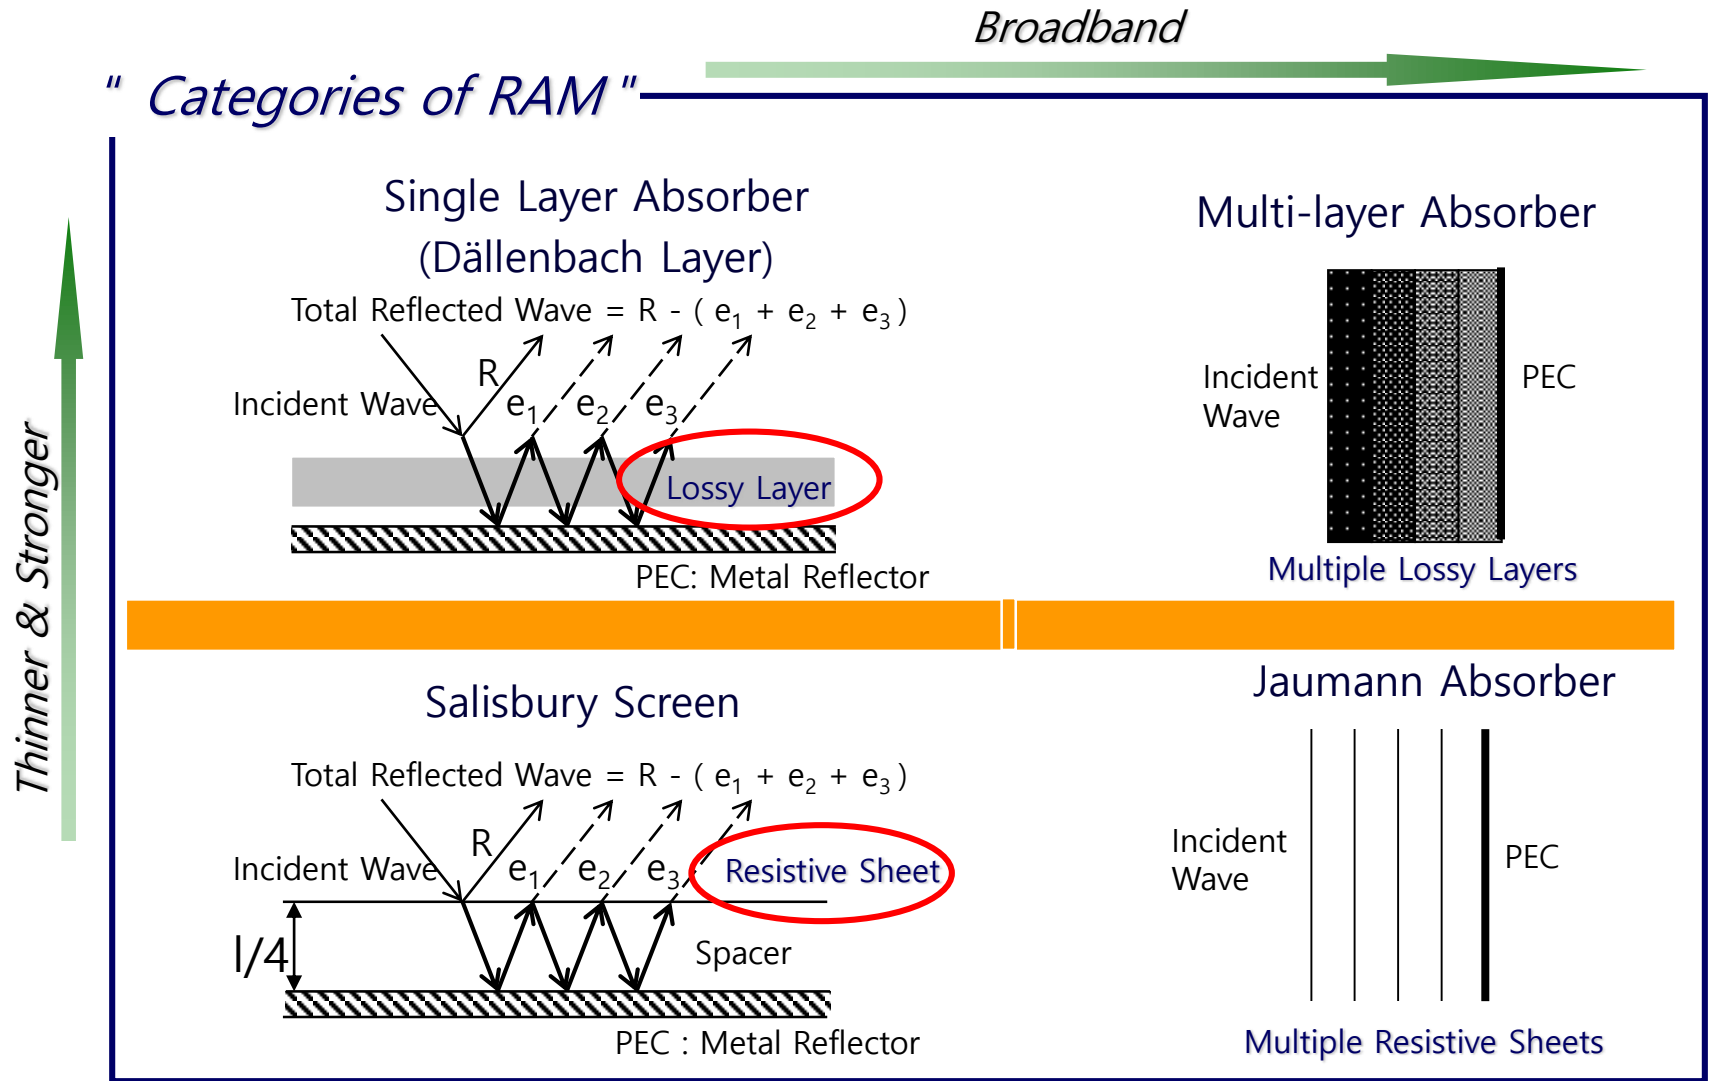 Broadband
" Categories of RAM "
Thinner & Stronger
Single Layer Absorber
(Dällenbach Layer)
Total Reflected Wave = R - ( e₁ + e₂ + e₃ )
R
Incident Wave
e₁
e₂
e₃
Lossy Layer
PEC: Metal Reflector
Multi-layer Absorber
Incident
Wave
PEC
Multiple Lossy Layers
Salisbury Screen
Total Reflected Wave = R - ( e₁ + e₂ + e₃ )
R
Incident Wave
e₁
e₂
e₃
Resistive Sheet
l/4
Spacer
PEC : Metal Reflector
Jaumann Absorber
Incident
Wave
PEC
Multiple Resistive Sheets